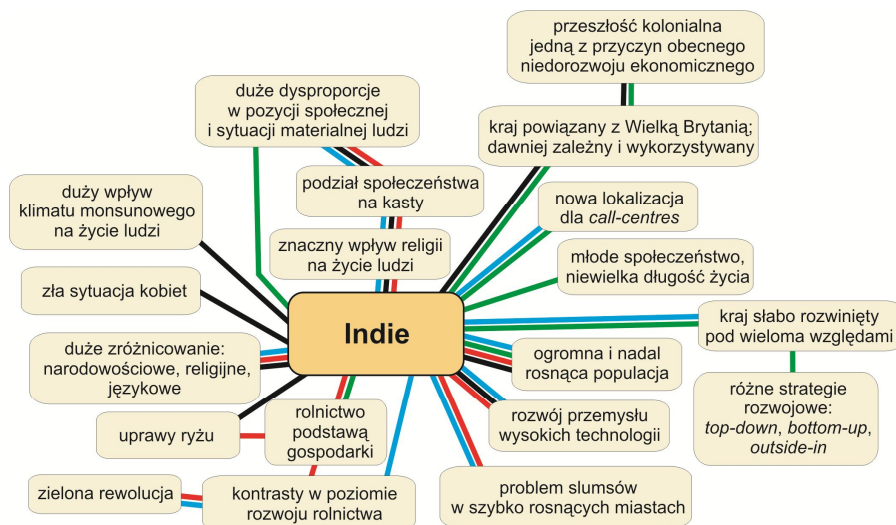 przeszłość kolonialna
jedną z przyczyn obecnego
niedorozwoju ekonomicznego
duże dysproporcje
w pozycji społecznej
i sytuacji materialnej ludzi
kraj powiązany z Wielką Brytanią;
dawniej zależny i wykorzystywany
podział społeczeństwa
na kasty
duży wpływ
klimatu monsunowego
na życie ludzi
nowa lokalizacja
dla call-centres
znaczny wpływ religii
na życie ludzi
młode społeczeństwo,
niewielka długość życia
zła sytuacja kobiet
Indie
kraj słabo rozwinięty
pod wieloma względami
duże zróżnicowanie:
narodowościowe, religijne,
językowe
ogromna i nadal
rosnąca populacja
różne strategie
rozwojowe:
top-down, bottom-up,
outside-in
uprawy ryżu
rolnictwo
podstawą
gospodarki
rozwój przemysłu
wysokich technologii
zielona rewolucja
kontrasty w poziomie
rozwoju rolnictwa
problem slumsów
w szybko rosnących miastach